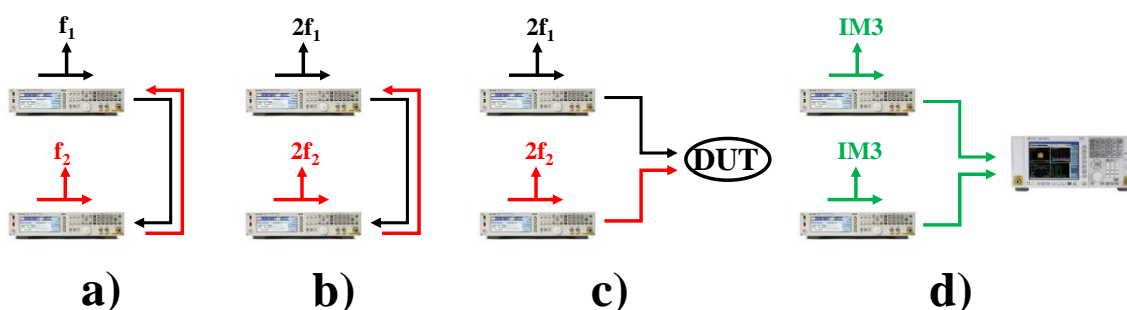 f₁
2f₁
2f₁
IM3
f₂
2f₂
2f₂
IM3
DUT
a)
b)
c)
d)